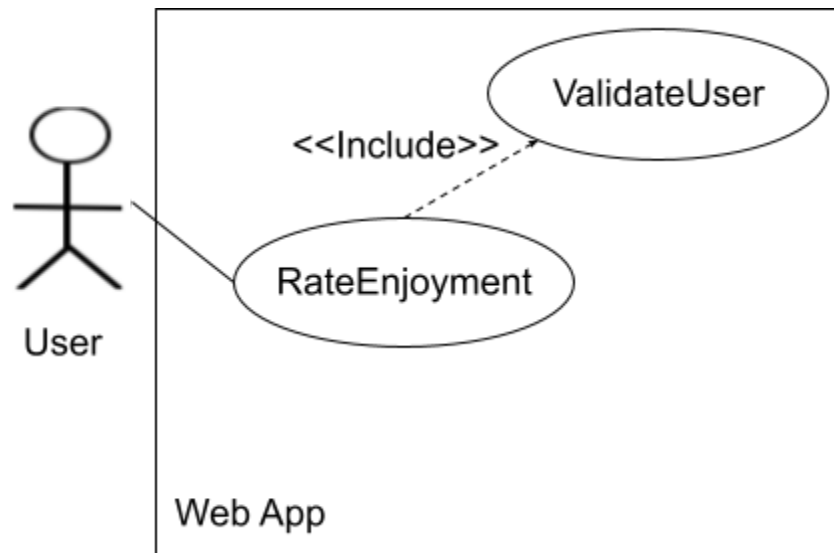 ValidateUser
<<Include>>
RateEnjoyment
User
Web App